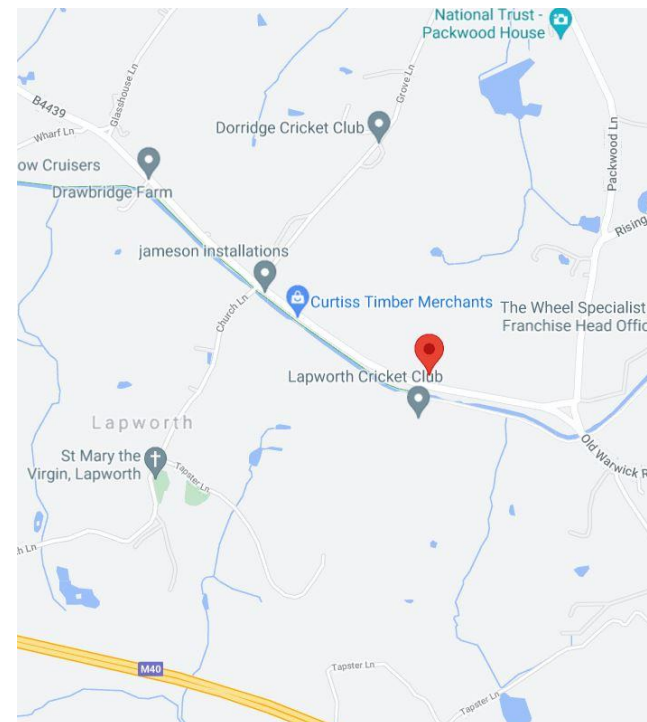 National Trust -
Packwood House
Grove Ln
Glasshouse Ln
B4439
Wharf Ln
Dorridge Cricket Club
Packwood Ln
ow Cruisers
Drawbridge Farm
Rising
jameson installations
Church Ln
Curtiss Timber Merchants
The Wheel Specialist
Franchise Head Offic
Lapworth Cricket Club
Lapworth
St Mary the
Virgin, Lapworth
Tapster Ln
Old Warwick R
h Ln
M40
Tapster Ln
Tapster Ln